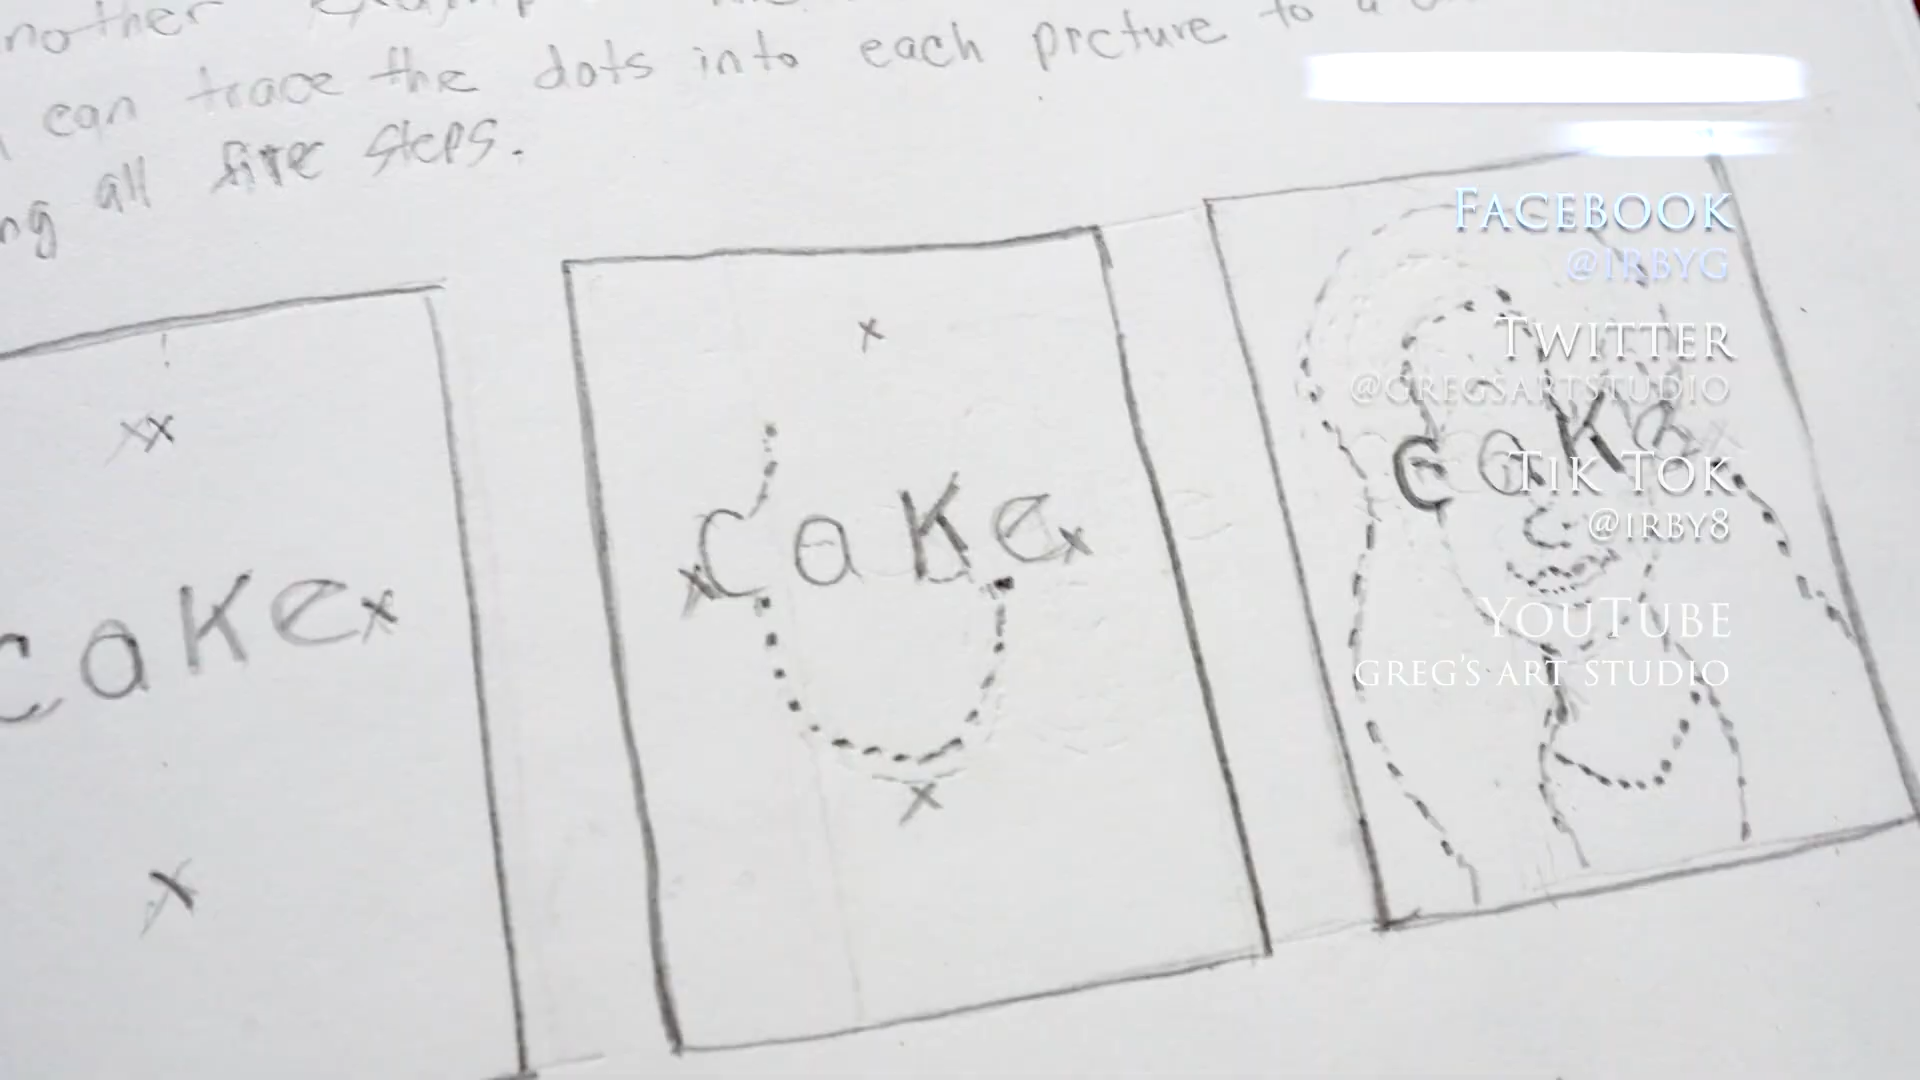 can trace the dots into each picture to a
ng all five steps.
Cake
Cake
Cake
FACEBOOK
@IRBYG
TWITTER
@GREGSARTSTUDIO
TIK TOK
@IRBY8
YOUTUBE
GREG'S ART STUDIO